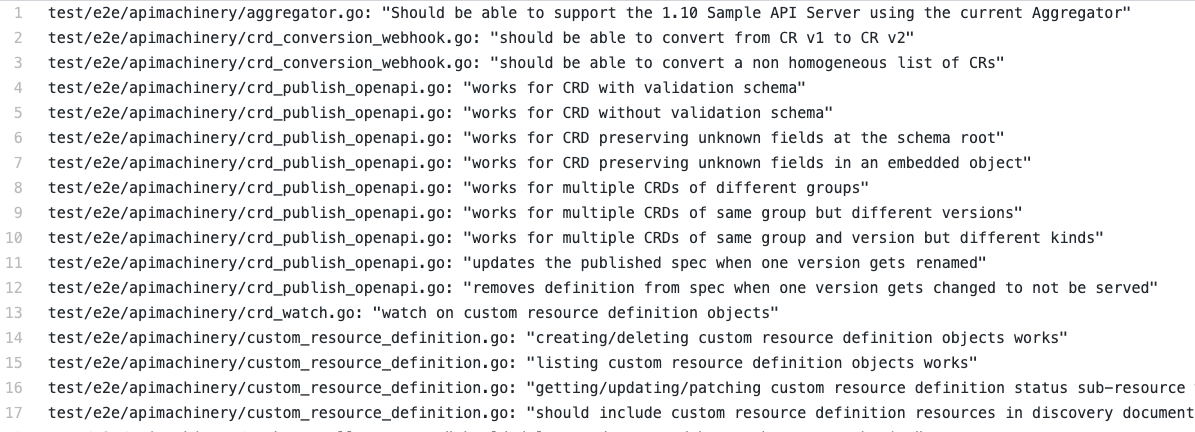 1 test/e2e/apimachinery/aggregator.go: "Should be able to support the 1.10 Sample API Server using the current Aggregator"
2 test/e2e/apimachinery/crd_conversion_webhook.go: "should be able to convert from CR v1 to CR v2"
3 test/e2e/apimachinery/crd_conversion_webhook.go: "should be able to convert a non homogeneous list of CRs"
4 test/e2e/apimachinery/crd_publish_openapi.go: "works for CRD with validation schema"
5 test/e2e/apimachinery/crd_publish_openapi.go: "works for CRD without validation schema"
6 test/e2e/apimachinery/crd_publish_openapi.go: "works for CRD preserving unknown fields at the schema root"
7 test/e2e/apimachinery/crd_publish_openapi.go: "works for CRD preserving unknown fields in an embedded object"
8 test/e2e/apimachinery/crd_publish_openapi.go: "works for multiple CRDs of different groups"
9 test/e2e/apimachinery/crd_publish_openapi.go: "works for multiple CRDs of same group but different versions"
10 test/e2e/apimachinery/crd_publish_openapi.go: "works for multiple CRDs of same group and version but different kinds"
11 test/e2e/apimachinery/crd_publish_openapi.go: "updates the published spec when one version gets renamed"
12 test/e2e/apimachinery/crd_publish_openapi.go: "removes definition from spec when one version gets changed to not be served"
13 test/e2e/apimachinery/crd_watch.go: "watch on custom resource definition objects"
14 test/e2e/apimachinery/custom_resource_definition.go: "creating/deleting custom resource definition objects works"
15 test/e2e/apimachinery/custom_resource_definition.go: "listing custom resource definition objects works"
16 test/e2e/apimachinery/custom_resource_definition.go: "getting/updating/patching custom resource definition status sub-resource
17 test/e2e/apimachinery/custom_resource_definition.go: "should include custom resource definition resources in discovery document